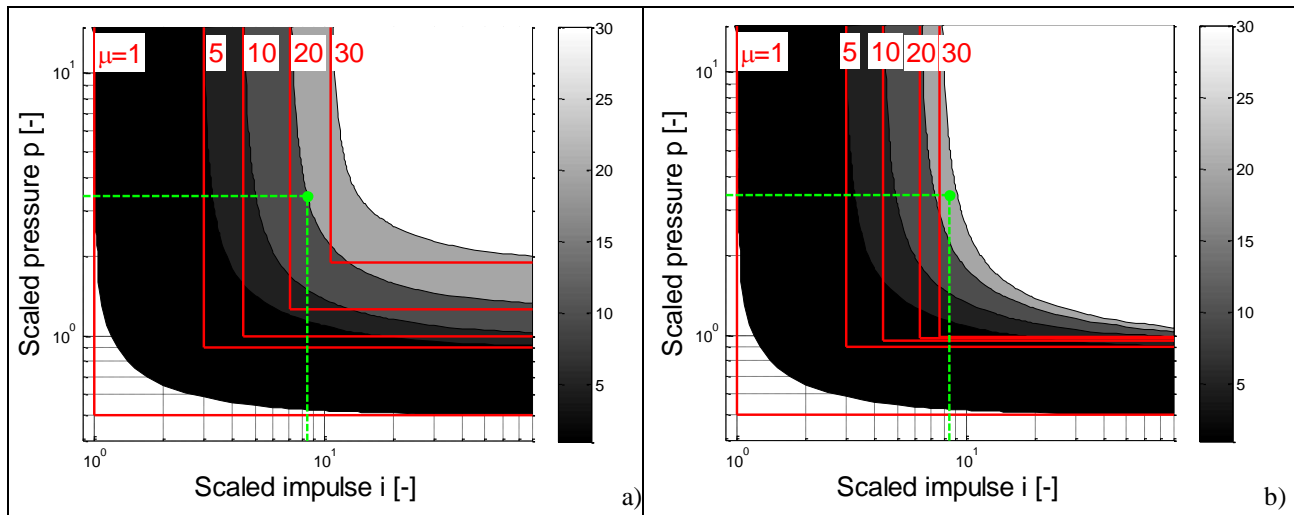 μ=1 5 10 20 30
Scaled pressure p [-]
10¹
10⁰
10⁰ 10¹
Scaled impulse i [-]
30
25
20
15
10
5
a)
μ=1 5 10 20 30
Scaled pressure p [-]
10¹
10⁰
10⁰ 10¹
Scaled impulse i [-]
30
25
20
15
10
5
b)